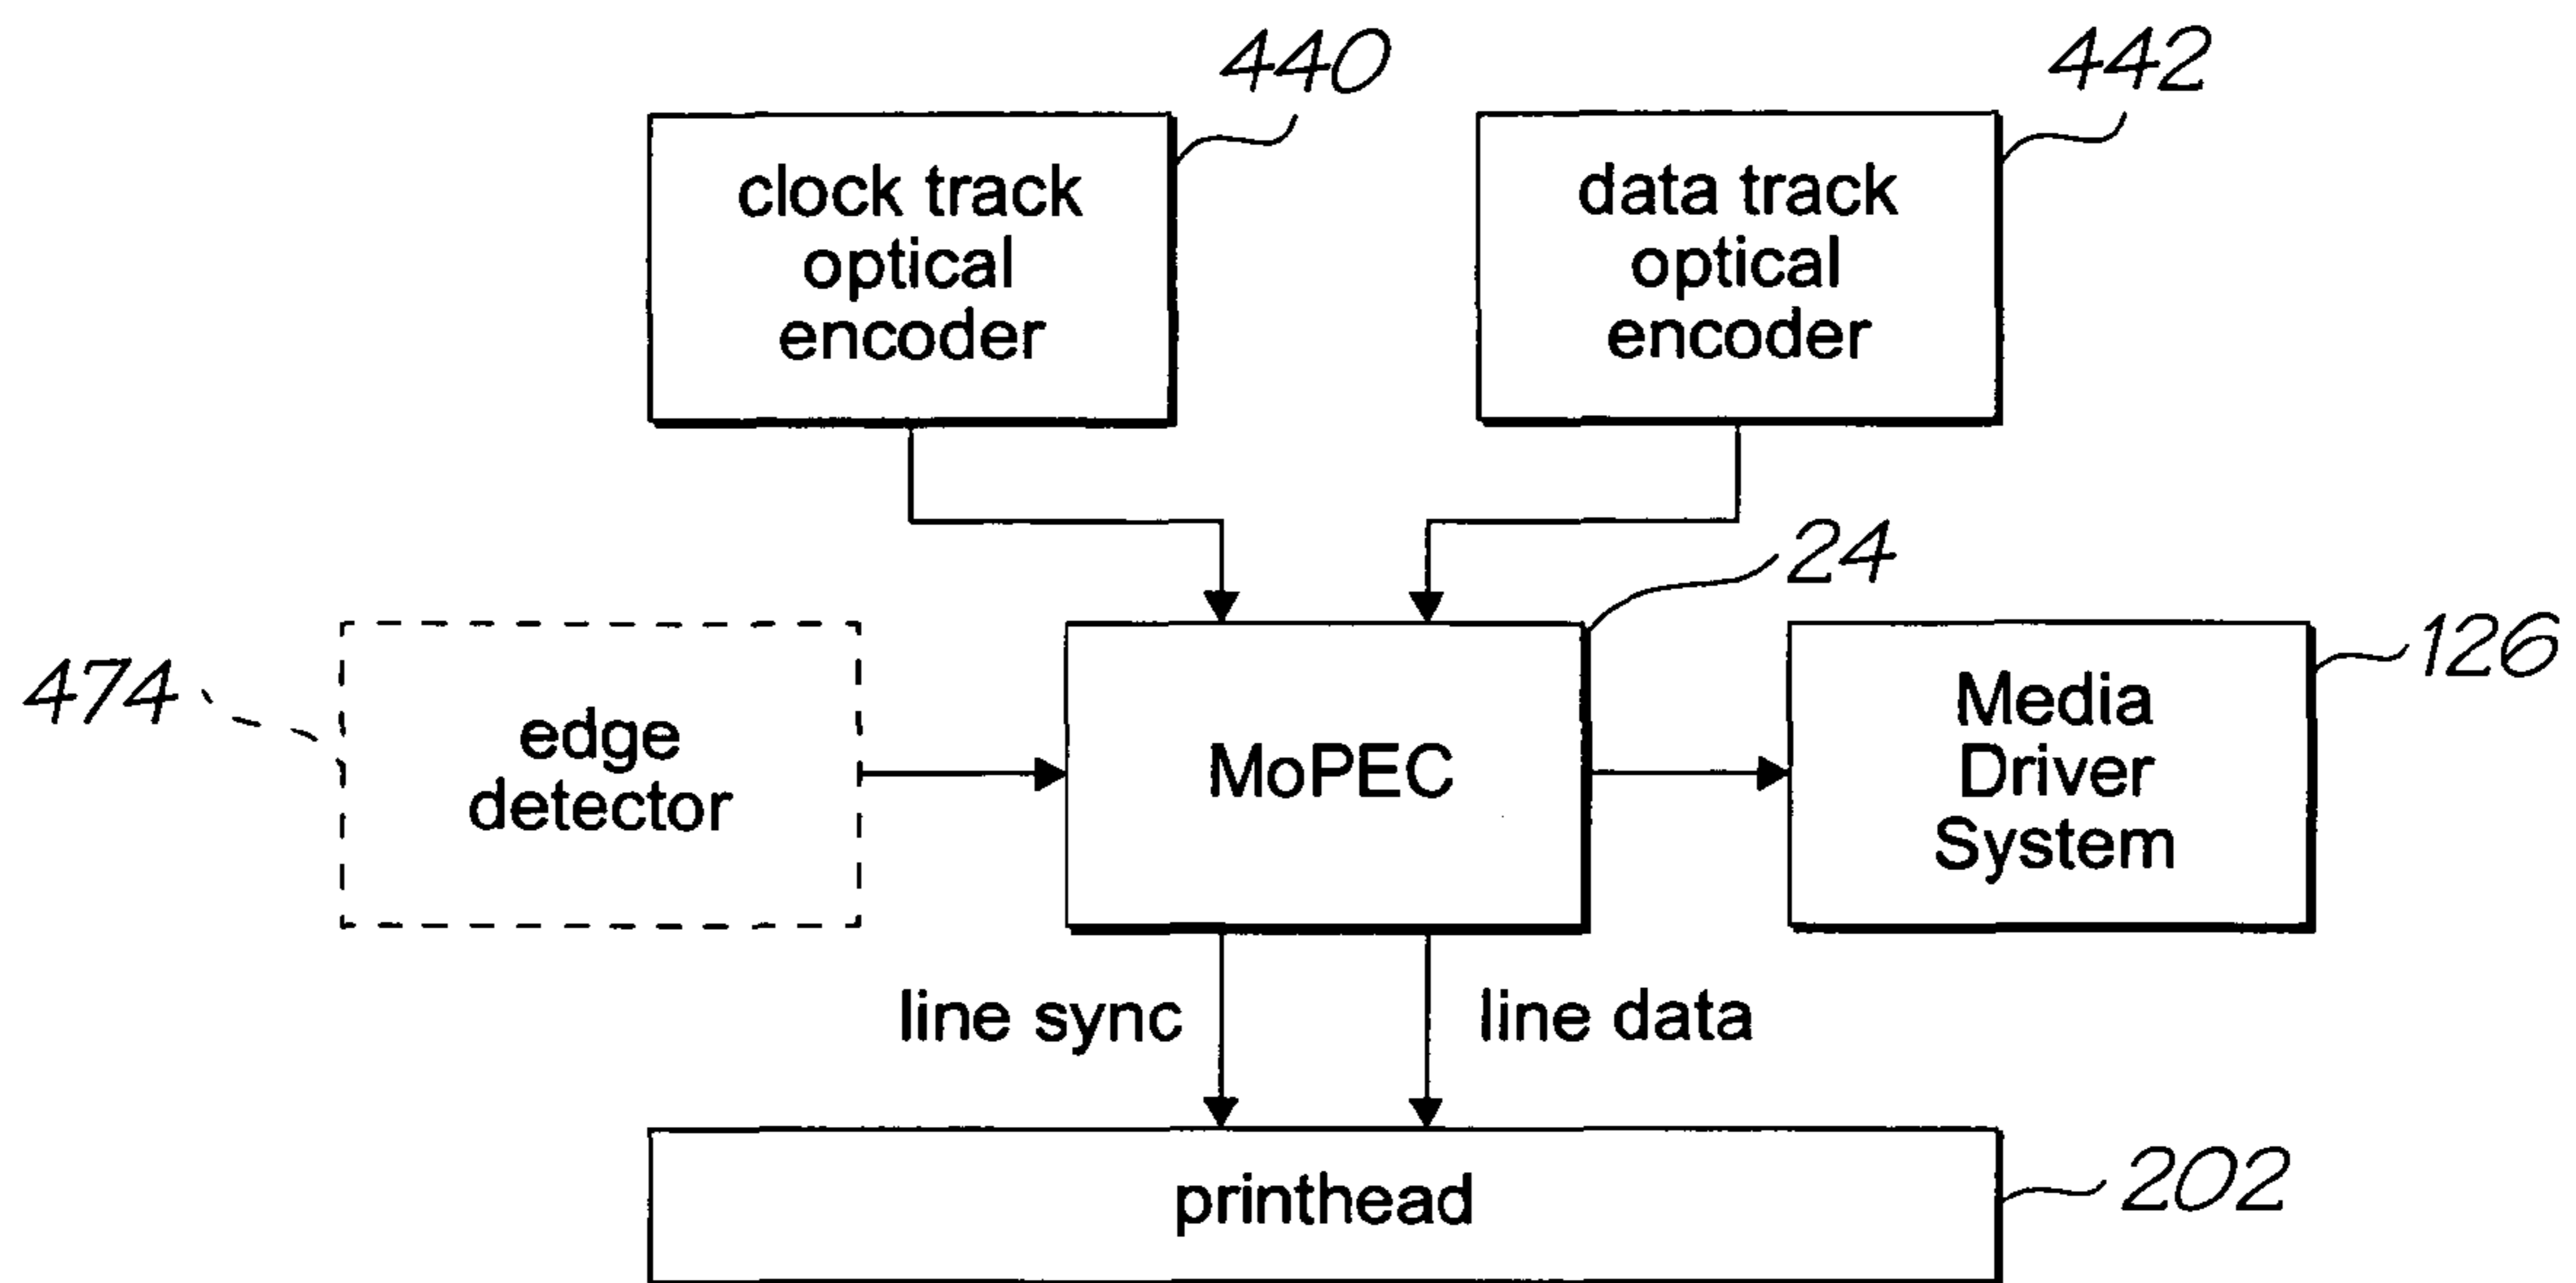 440
442
clock track
optical
encoder
data track
optical
encoder
24
126
474
edge
detector
MoPEC
Media
Driver
System
line sync
line data
printhead
202